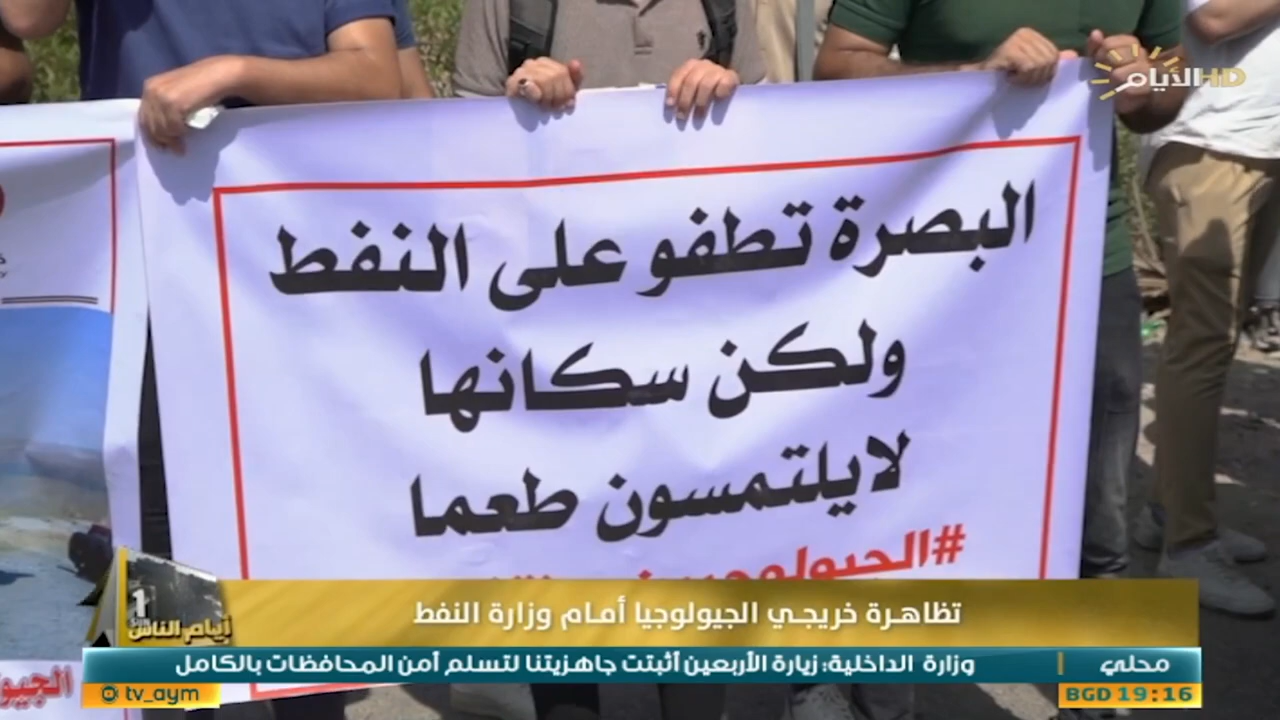 الأيام HD
البصرة تطفو على النفط
ولكن سكانها
لايلتمسون طعما
تظاهرة خريجي الجيولوجيا أمام وزارة النفط
1
أيام الناس
محلي
وزارة الداخلية: زيارة الأربعين أثبتت جاهزيتنا لتسلم أمن المحافظات بالكامل
tv_aym
BGD 19:16